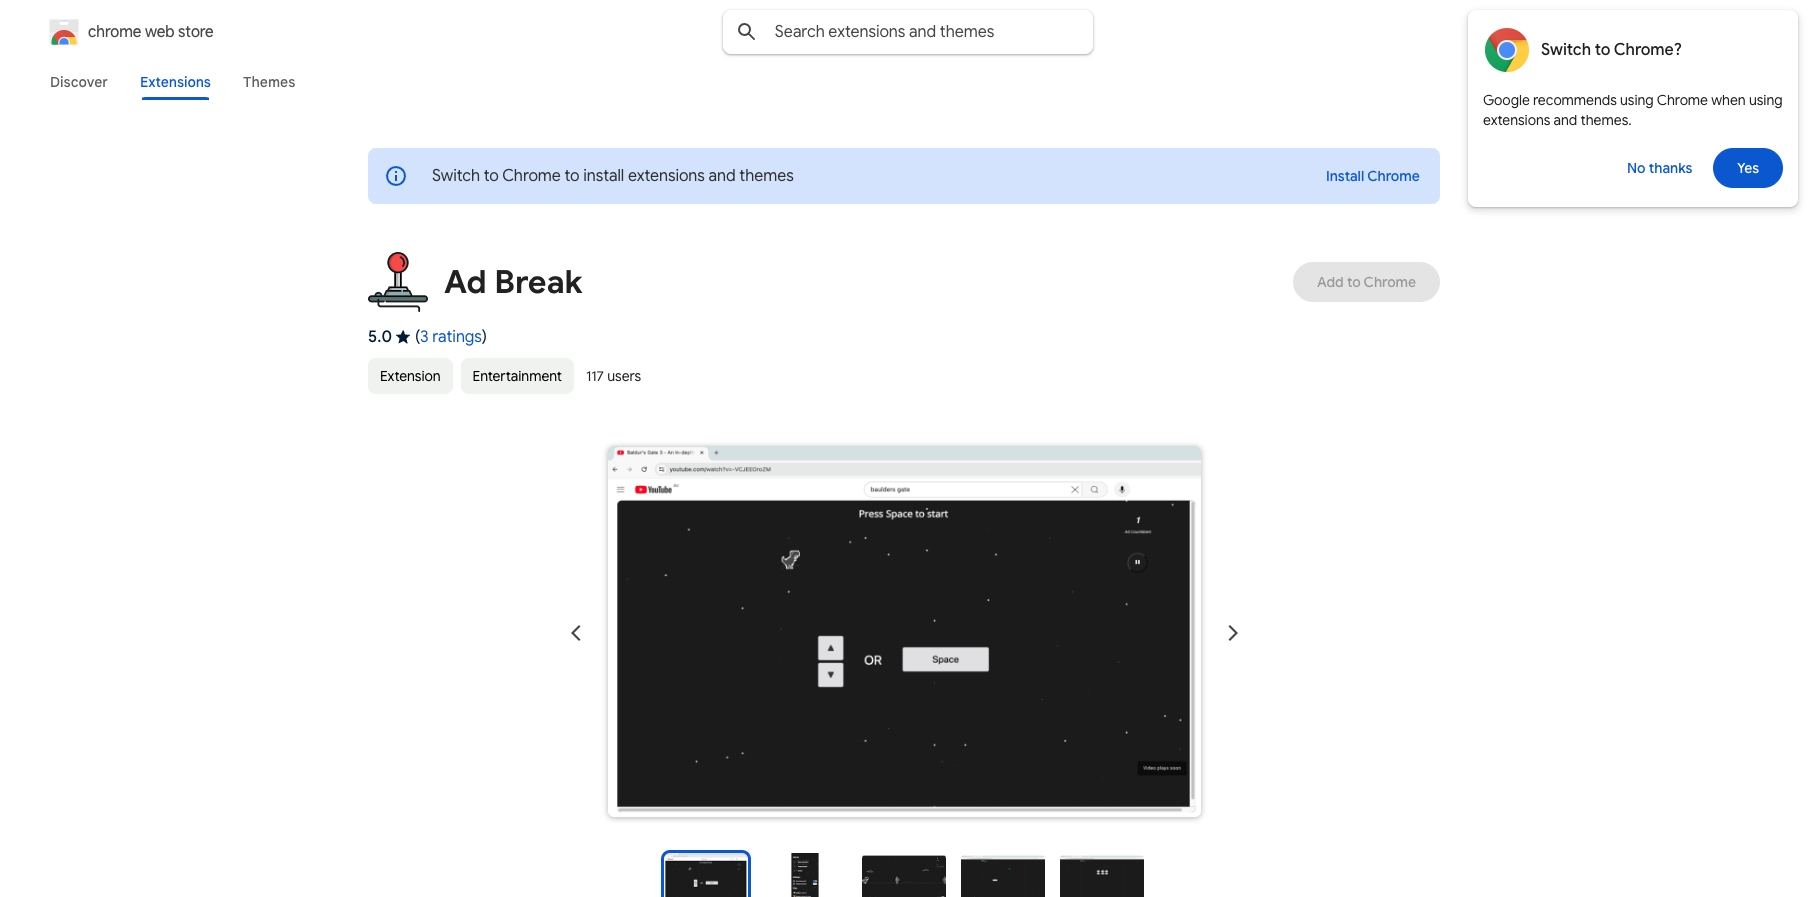 chrome web store
Search extensions and themes
Switch to Chrome?
Google recommends using Chrome when using
extensions and themes.
No thanks
Yes
Discover
Extensions
Themes
Switch to Chrome to install extensions and themes
Install Chrome
Ad Break
Add to Chrome
5.0 ★ (3 ratings)
Extension
Entertainment
117 users
Baldur's Gate 3 - An In-dept
youtube.com/watch?v=-VCJEEOroZM
YouTube
baulders gate
Press Space to start
1
Ad Countdown
OR
Space
Video plays soon